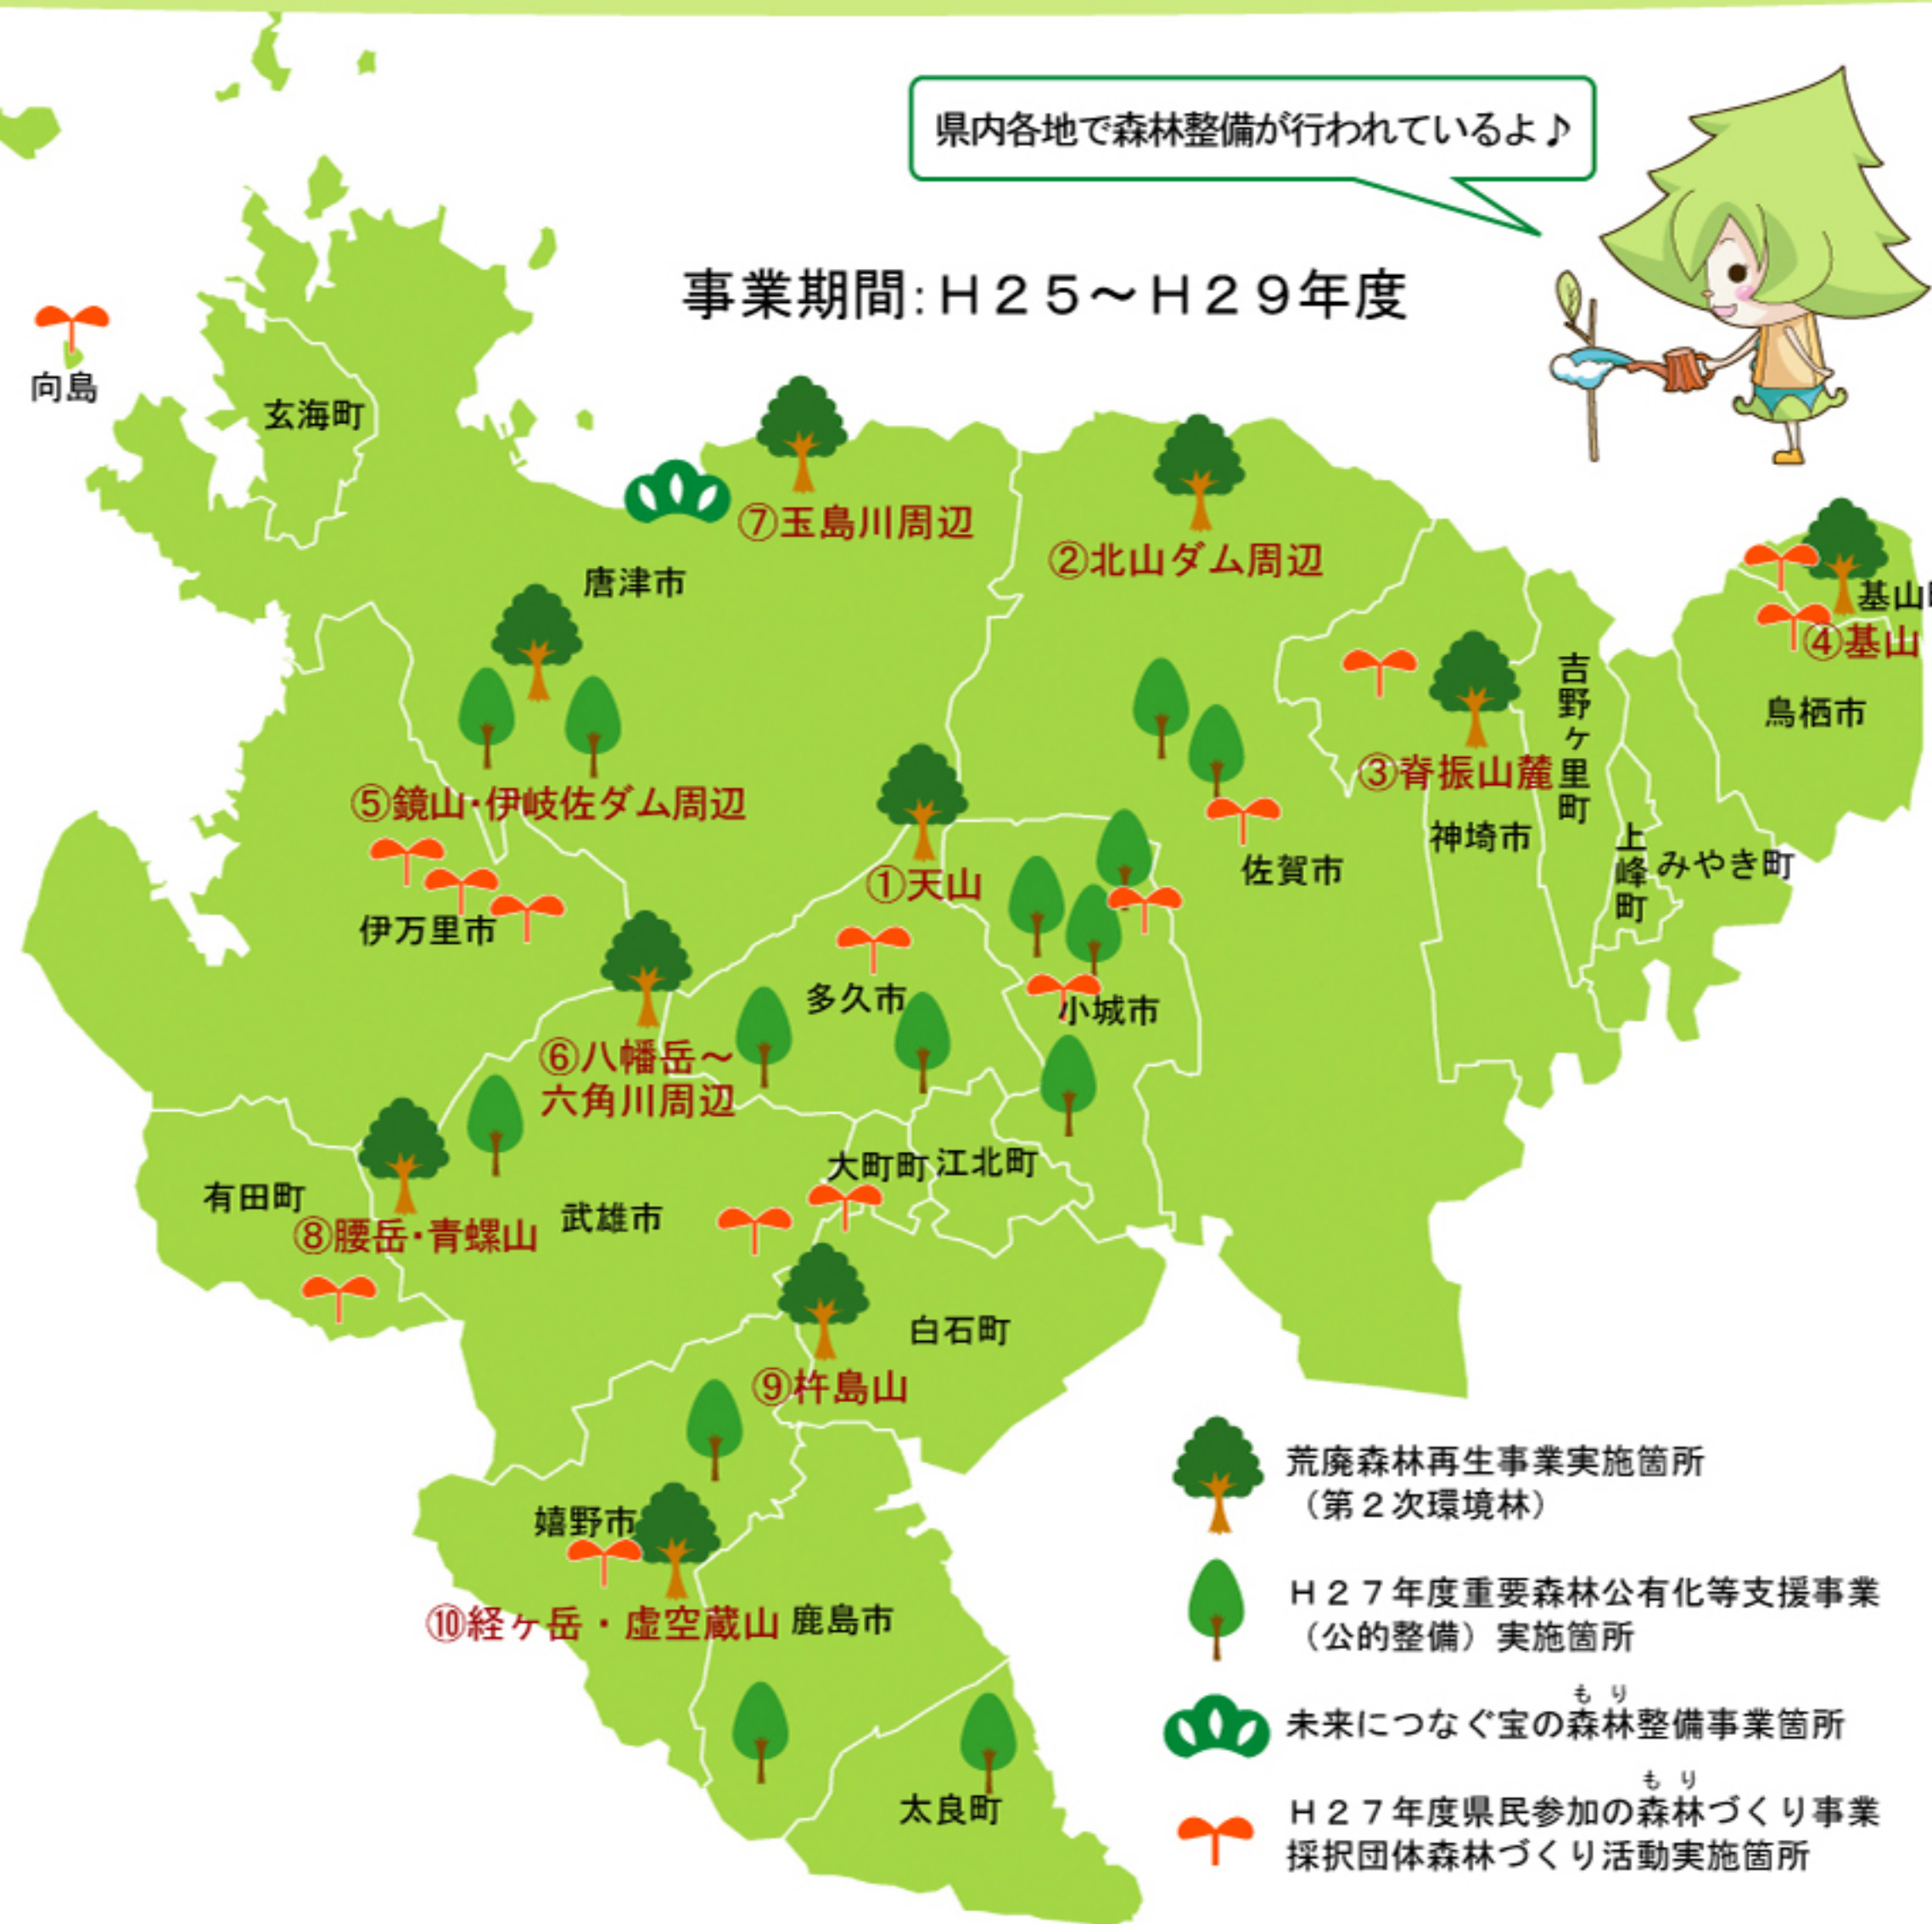 県内各地で森林整備が行われているよ♪
事業期間:Ｈ２５～Ｈ２９年度
向島
玄海町
⑦玉島川周辺
②北山ダム周辺
唐津市
基山
④基山
吉野ヶ里町
鳥栖市
③脊振山麓
⑤鏡山･伊岐佐ダム周辺
神埼市
上峰町
みやき町
佐賀市
①天山
伊万里市
多久市
小城市
⑥八幡岳～
六角川周辺
大町町
江北町
有田町
武雄市
⑧腰岳･青螺山
白石町
⑨杵島山
嬉野市
⑩経ヶ岳・虚空蔵山
鹿島市
太良町
荒廃森林再生事業実施箇所
（第２次環境林）
Ｈ２７年度重要森林公有化等支援事業
（公的整備）実施箇所
もり
未来につなぐ宝の森林整備事業箇所
もり
Ｈ２７年度県民参加の森林づくり事業
採択団体森林づくり活動実施箇所